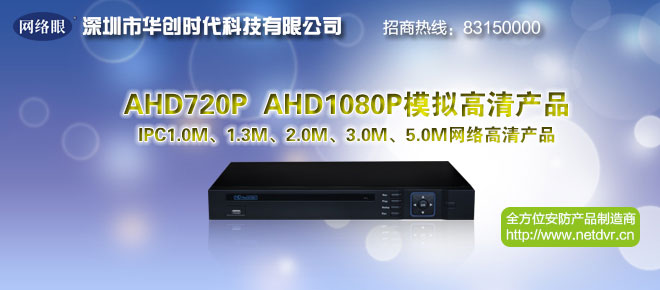 网络眼 深圳市华创时代科技有限公司 招商热线：83150000
AHD720P AHD1080P模拟高清产品
IPC1.0M、1.3M、2.0M、3.0M、5.0M网络高清产品
全方位安防产品制造商
http://www.netdvr.cn